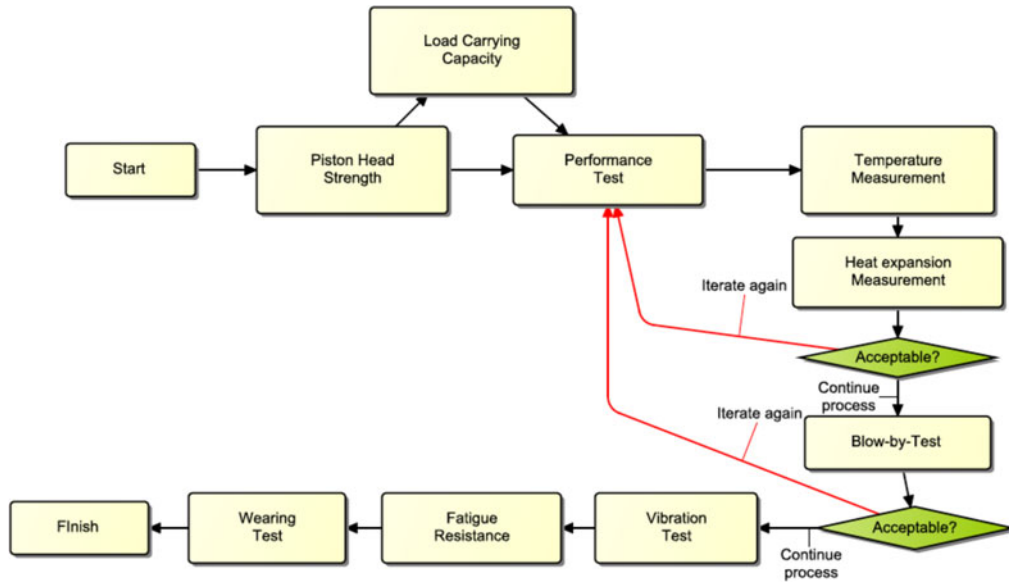 Load Carrying
Capacity
Start
Piston Head
Strength
Performance
Test
Temperature
Measurement
Heat expansion
Measurement
Iterate again
Acceptable?
Continue
process
Iterate again
Blow-by-Test
FInish
Wearing
Test
Fatigue
Resistance
Vibration
Test
Acceptable?
Continue
process